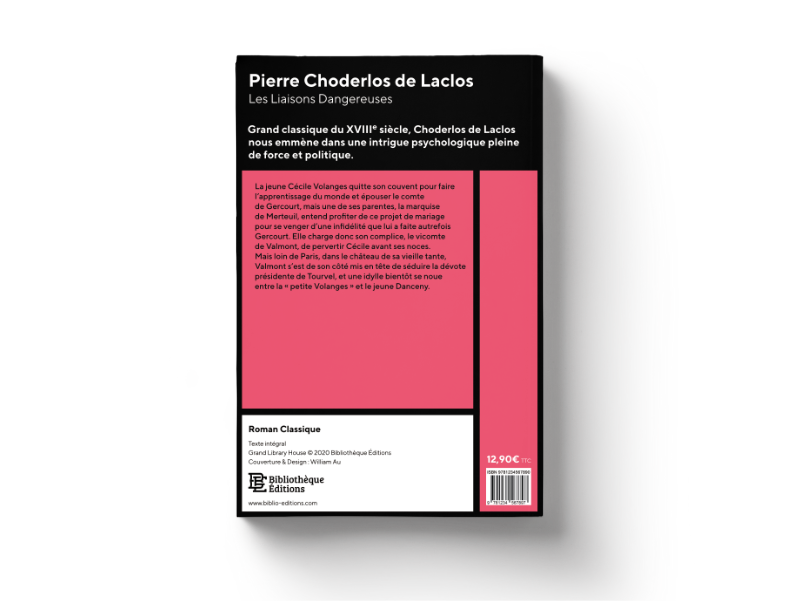 Pierre Choderlos de Laclos
Les Liaisons Dangereuses
Grand classique du XVIIIe siècle, Choderlos de Laclos
nous emmène dans une intrigue psychologique pleine
de force et politique.
La jeune Cécile Volanges quitte son couvent pour faire
l'apprentissage du monde et épouser le comte
de Gercourt, mais une de ses parentes, la marquise
de Merteuil, entend profiter de ce projet de mariage
pour se venger d'une infidélité que lui a faite autrefois
Gercourt. Elle charge donc son complice, le vicomte
de Valmont, de pervertir Cécile avant ses noces.
Mais loin de Paris, dans le château de sa vieille tante,
Valmont s'est de son côté mis en tête de séduire la dévote
présidente de Tourvel, et une idylle bientôt se noue
entre la « petite Volanges » et le jeune Danceny.
Roman Classique
Texte intégral
Grand Library House © 2020 Bibliothèque Éditions
Couverture & Design : William Au
BE Bibliothèque
Éditions
www.biblio-editions.com
12,90€ TTC
ISBN 9781234567890
9 781234 567897